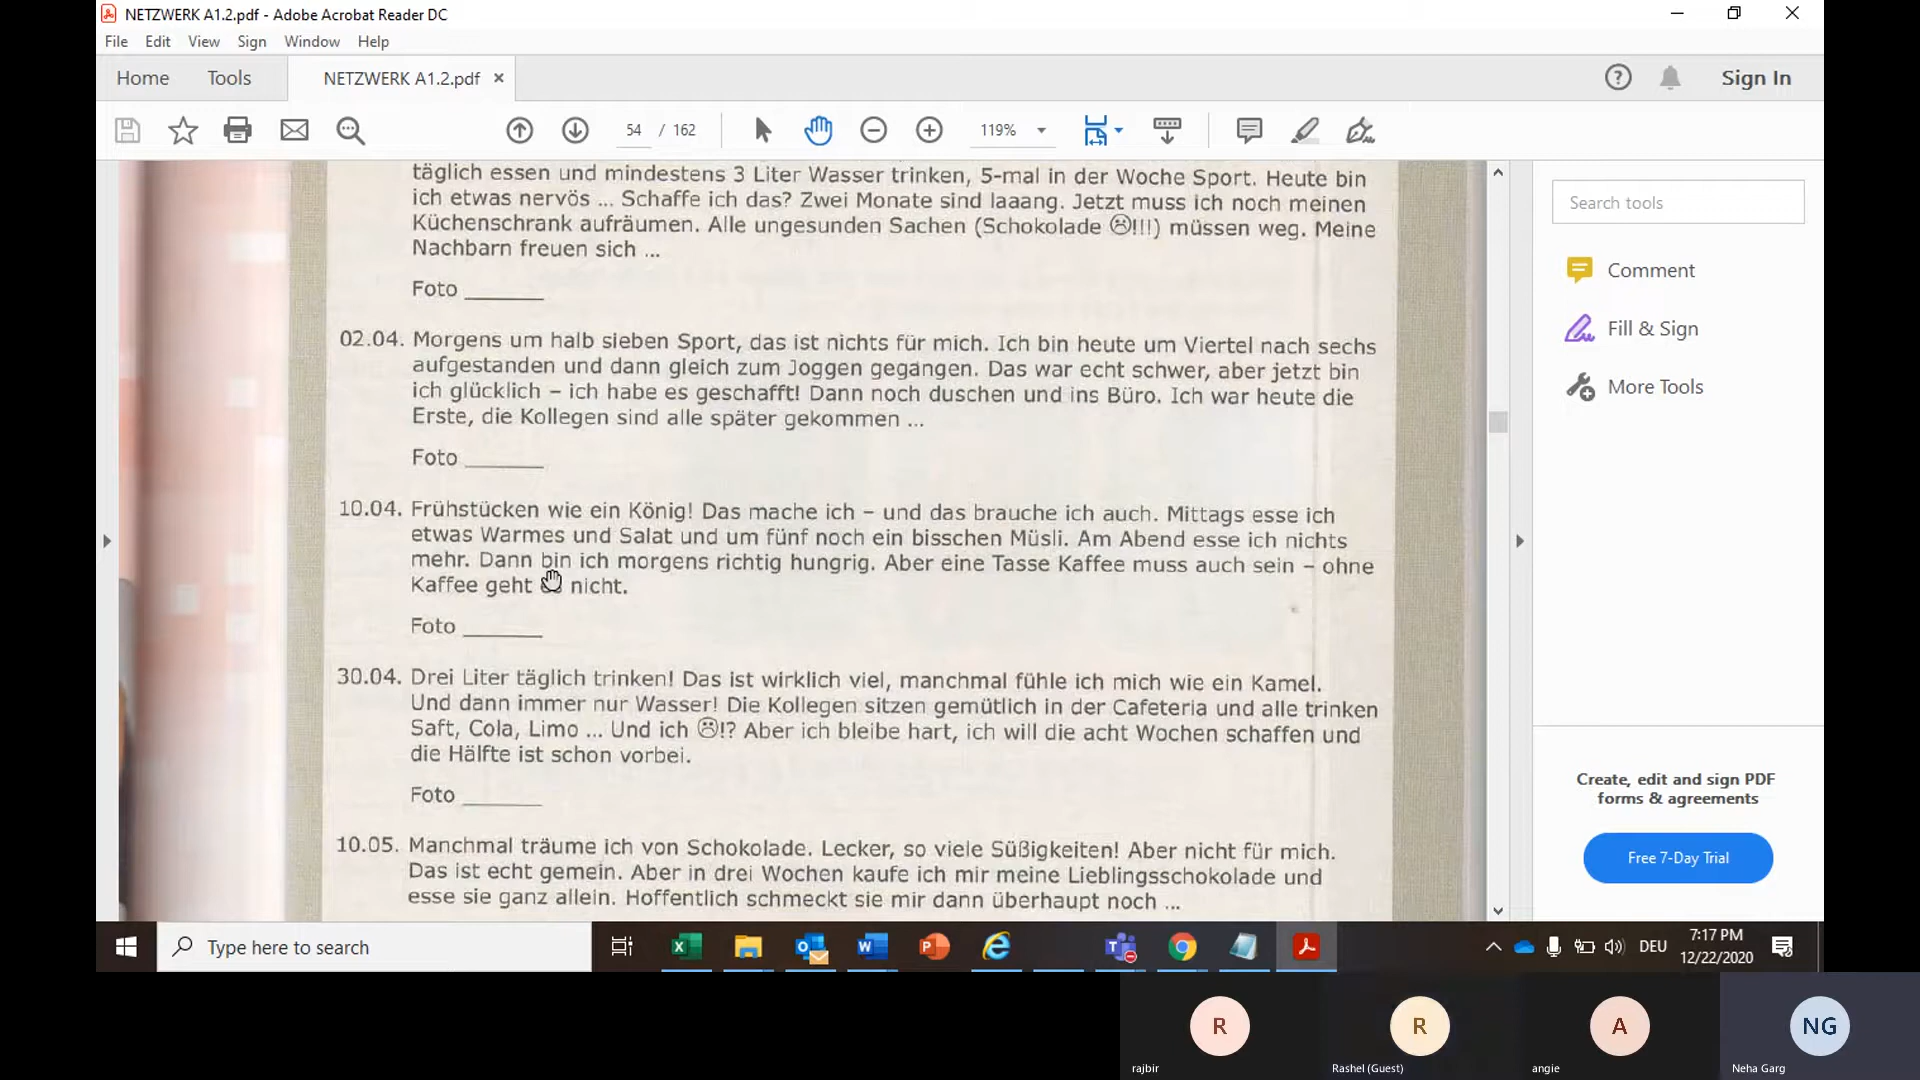 NETZWERK A1.2.pdf - Adobe Acrobat Reader DC
File Edit View Sign Window Help
Home Tools NETZWERK A1.2.pdf × Sign In
54 / 162 119%
täglich essen und mindestens 3 Liter Wasser trinken, 5-mal in der Woche Sport. Heute bin
ich etwas nervös ... Schaffe ich das? Zwei Monate sind laaang. Jetzt muss ich noch meinen
Küchenschrank aufräumen. Alle ungesunden Sachen (Schokolade ☹!!!) müssen weg. Meine
Nachbarn freuen sich ...
Foto ______
02.04. Morgens um halb sieben Sport, das ist nichts für mich. Ich bin heute um Viertel nach sechs
aufgestanden und dann gleich zum Joggen gegangen. Das war echt schwer, aber jetzt bin
ich glücklich – ich habe es geschafft! Dann noch duschen und ins Büro. Ich war heute die
Erste, die Kollegen sind alle später gekommen ...
Foto ______
10.04. Frühstücken wie ein König! Das mache ich – und das brauche ich auch. Mittags esse ich
etwas Warmes und Salat und um fünf noch ein bisschen Müsli. Am Abend esse ich nichts
mehr. Dann bin ich morgens richtig hungrig. Aber eine Tasse Kaffee muss auch sein – ohne
Kaffee geht nicht.
Foto ______
30.04. Drei Liter täglich trinken! Das ist wirklich viel, manchmal fühle ich mich wie ein Kamel.
Und dann immer nur Wasser! Die Kollegen sitzen gemütlich in der Cafeteria und alle trinken
Saft, Cola, Limo ... Und ich ☹!? Aber ich bleibe hart, ich will die acht Wochen schaffen und
die Hälfte ist schon vorbei.
Foto ______
10.05. Manchmal träume ich von Schokolade. Lecker, so viele Süßigkeiten! Aber nicht für mich.
Das ist echt gemein. Aber in drei Wochen kaufe ich mir meine Lieblingsschokolade und
esse sie ganz allein. Hoffentlich schmeckt sie mir dann überhaupt noch ...
Search tools
Comment
Fill & Sign
More Tools
Create, edit and sign PDF
forms & agreements
Free 7-Day Trial
Type here to search
DEU
7:17 PM
12/22/2020
R R A NG
rajbir Rashel (Guest) angie Neha Garg